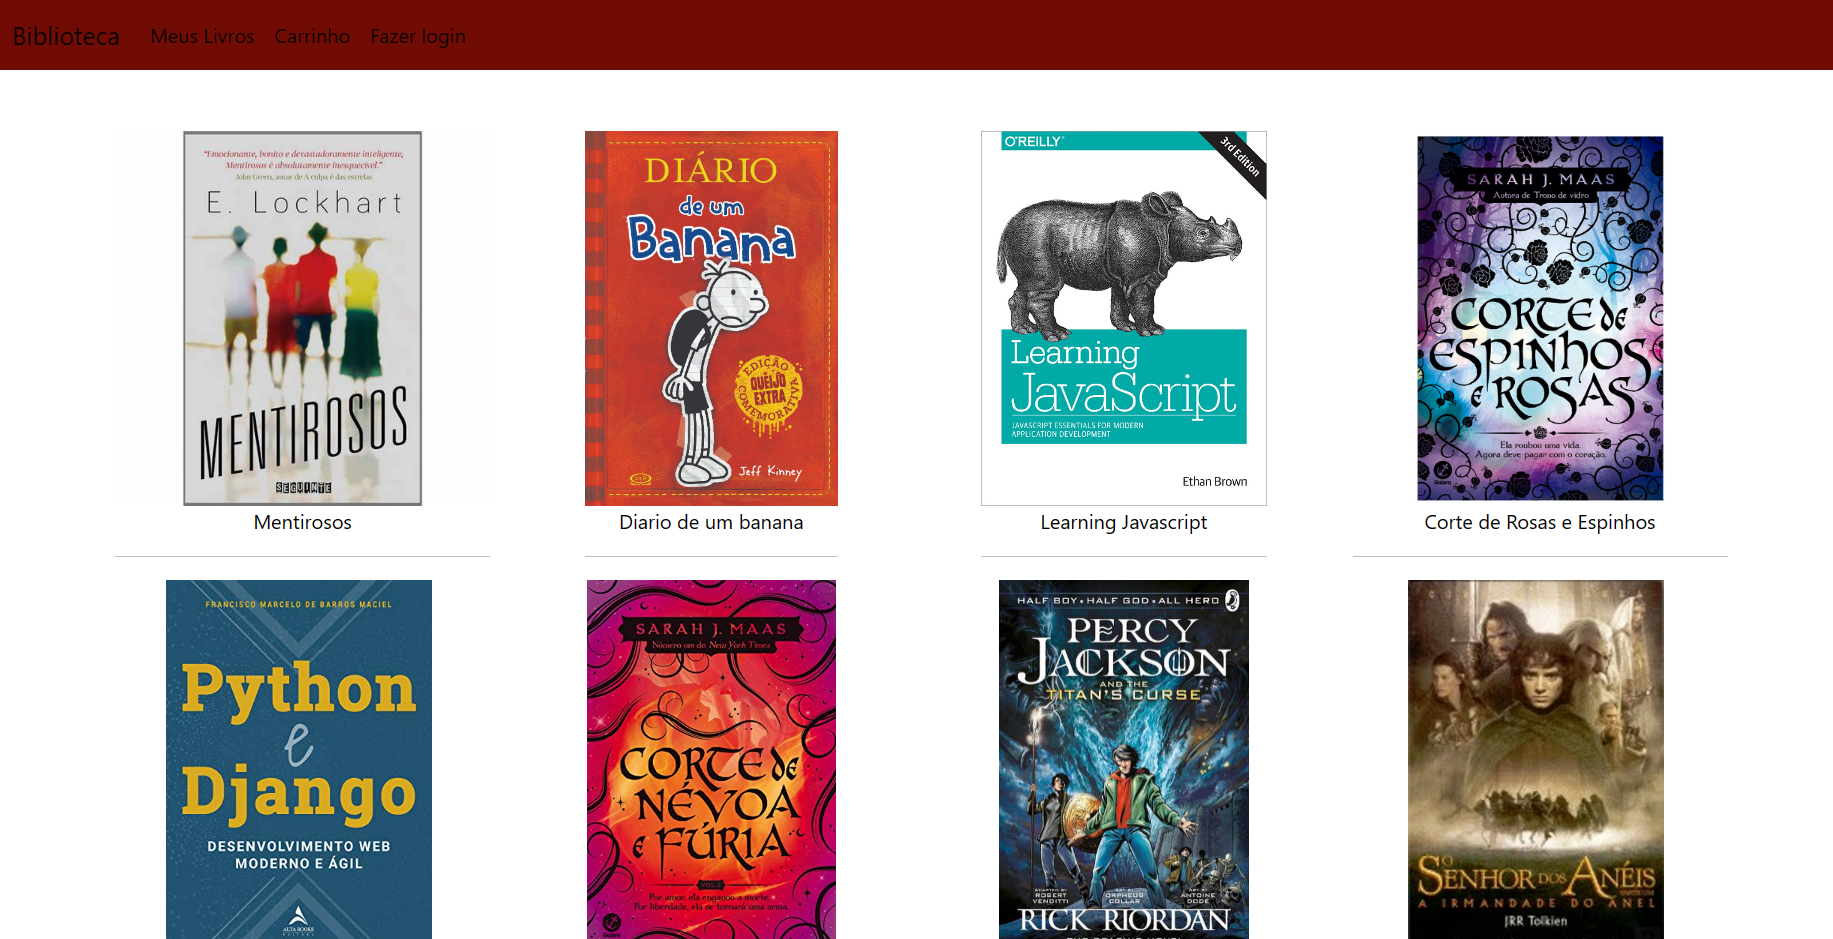 Biblioteca Meus Livros Carrinho Fazer login
“Emocionante, bonito e devastadoramente inteligente,
Mentirosos é absolutamente inesquecível.”
John Green, autor de A culpa é das estrelas
E. Lockhart
MENTIROSOS
SEGUINTE
Mentirosos
DIÁRIO
de um
Banana
EDIÇÃO
QUEIJO
EXTRA
COMEMORATIVA
Jeff Kinney
V&R
Diario de um banana
O'REILLY
3rd Edition
Learning
JavaScript
JAVASCRIPT ESSENTIALS FOR MODERN
APPLICATION DEVELOPMENT
Ethan Brown
Learning Javascript
SARAH J. MAAS
Autora de Trono de vidro
CORTE de
ESPINHOS
E ROSAS
Ela roubou uma vida.
Agora deve pagar com o coração.
Galera
Corte de Rosas e Espinhos
FRANCISCO MARCELO DE BARROS MACIEL
Python
e
Django
DESENVOLVIMENTO WEB
MODERNO E ÁGIL
ALTA BOOKS
EDITORA
SARAH J. MAAS
Número um do New York Times
CORTE de
NÉVOA
E FÚRIA
VOL. 2
Por amor, ela enganou a morte.
Por liberdade, ela se tornará uma arma.
Galera
HALF BOY • HALF GOD • ALL HERO
PERCY
JACKSON
AND THE
TITAN'S CURSE
ADAPTED BY
ROBERT
VENDITTI
ART BY
ORPHEUS
COLLAR
ANTOINE
DODE
RICK RIORDAN
O
SENHOR DOS ANÉIS
A IRMANDADE DO ANEL
JRR Tolkien